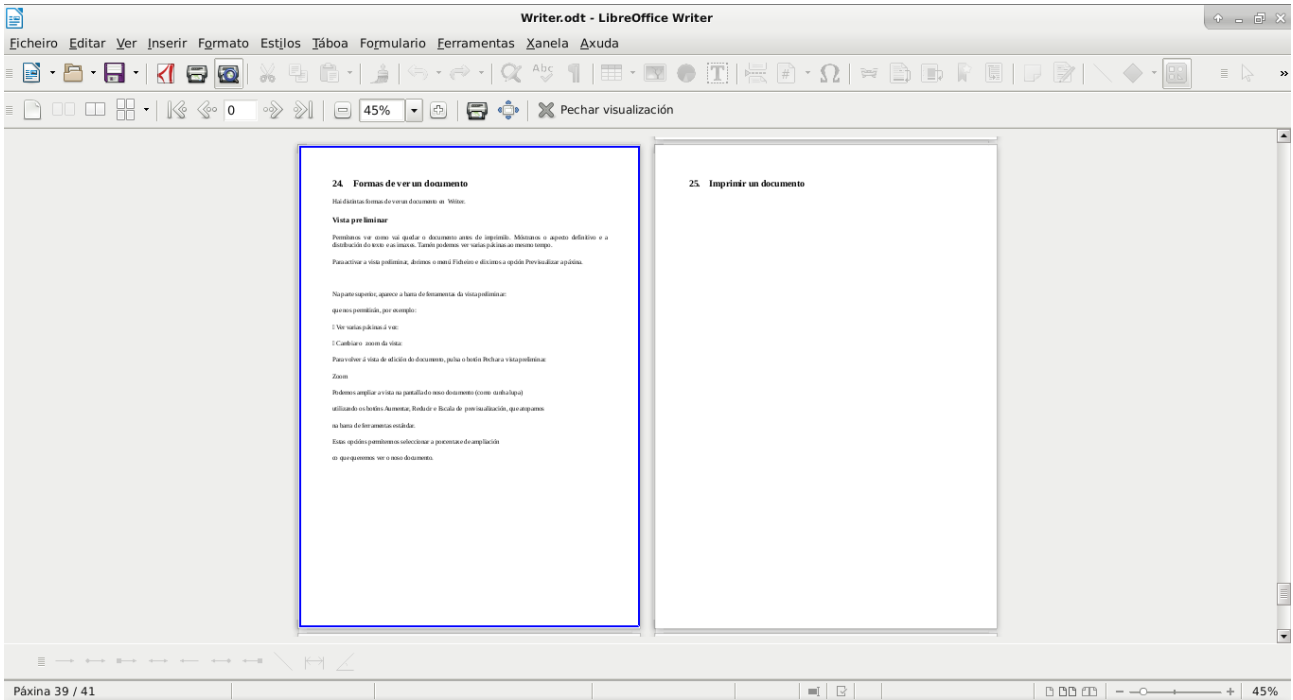 Writer.odt - LibreOffice Writer
Ficheiro Editar Ver Inserir Formato Estilos Táboa Formulario Ferramentas Xanela Axuda
Abc
0 45% Pechar visualización
24. Formas de ver un documento
Hai distintas formas de ver un documento en Writer.
Vista preliminar
Permítenos ver como vai quedar o documento antes de imprimilo. Móstranos o aspecto definitivo e a
distribución do texto e as imaxes. Tamén podemos ver varias páxinas ao mesmo tempo.
Para activar a vista preliminar, abrimos o menú Ficheiro e eliximos a opción Previsualizar a páxina.
Na parte superior, aparece a barra de ferramentas da vista preliminar:
que nos permitirán, por exemplo:
Ver varias páxinas á vez:
Cambiar o zoom da vista:
Para volver á vista de edición do documento, pulsa o botón Pechar a vista preliminar.
Zoom
Podemos ampliar a vista na pantalla do noso documento (como cunha lupa)
utilizando os botóns Aumentar, Reducir e Escala de previsualización, que atopamos
na barra de ferramentas estándar.
Estas opcións permítennos seleccionar a porcentaxe de ampliación
co que queremos ver o noso documento.
25. Imprimir un documento
Páxina 39 / 41
45%